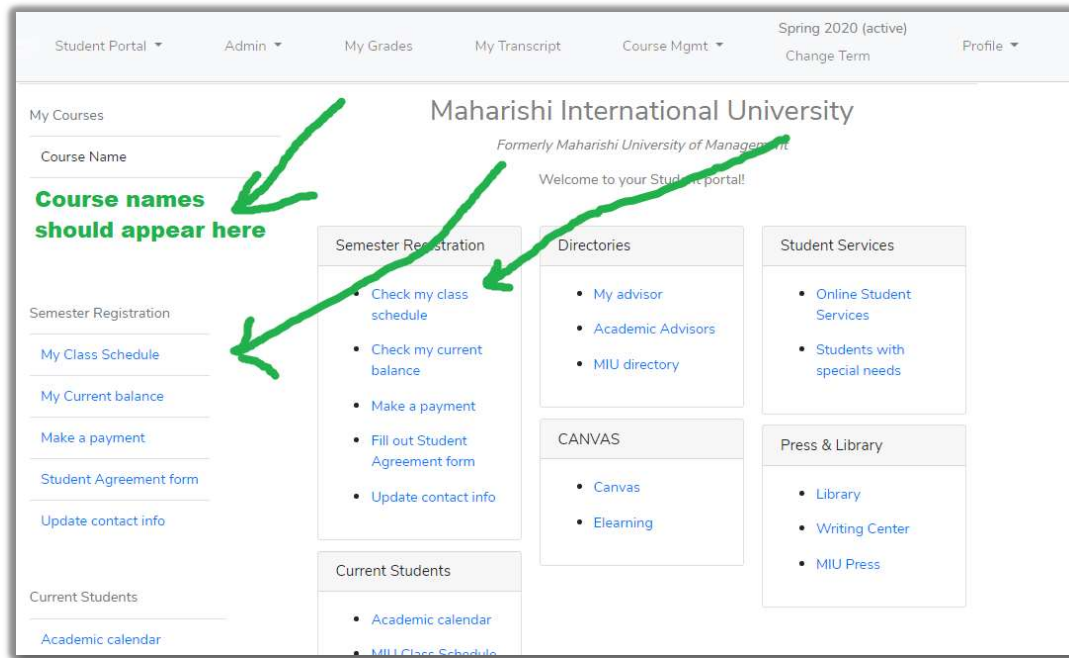 Student Portal
Admin
My Grades
My Transcript
Course Mgmt
Spring 2020 (active)
Change Term
Profile
My Courses
Course Name
Course names
should appear here
Semester Registration
My Class Schedule
My Current balance
Make a payment
Student Agreement form
Update contact info
Current Students
Academic calendar
Maharishi International University
Formerly Maharishi University of Management
Welcome to your Student portal!
Semester Registration
Check my class
schedule
Check my current
balance
Make a payment
Fill out Student
Agreement form
Update contact info
Current Students
Academic calendar
MIU Class Schedule
Directories
My advisor
Academic Advisors
MIU directory
CANVAS
Canvas
Elearning
Student Services
Online Student
Services
Students with
special needs
Press & Library
Library
Writing Center
MIU Press